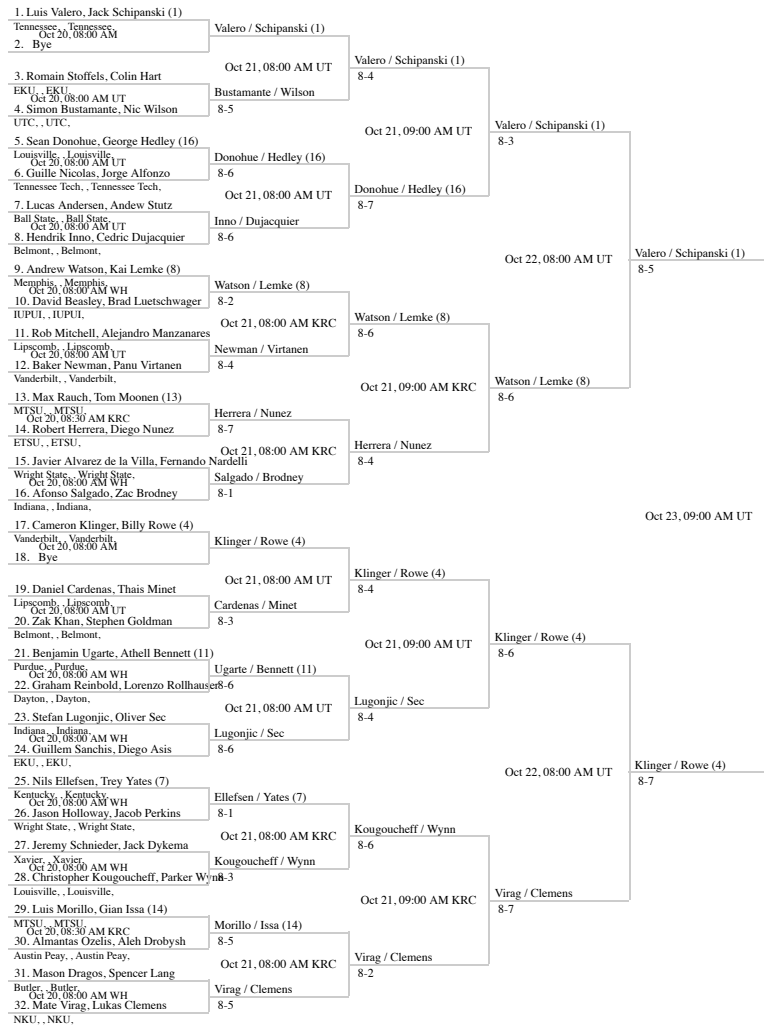 1. Luis Valero, Jack Schipanski (1)
Tennessee, , Tennessee,
Oct 20, 08:00 AM
2. Bye
Valero / Schipanski (1)
Oct 21, 08:00 AM UT
Valero / Schipanski (1)
8-4
3. Romain Stoffels, Colin Hart
EKU, , EKU,
Oct 20, 08:00 AM UT
4. Simon Bustamante, Nic Wilson
UTC, , UTC,
Bustamante / Wilson
8-5
Oct 21, 09:00 AM UT
Valero / Schipanski (1)
8-3
5. Sean Donohue, George Hedley (16)
Louisville, , Louisville,
Oct 20, 08:00 AM UT
6. Guille Nicolas, Jorge Alfonzo
Tennessee Tech, , Tennessee Tech,
Donohue / Hedley (16)
8-6
Oct 21, 08:00 AM UT
Donohue / Hedley (16)
8-7
7. Lucas Andersen, Andew Stutz
Ball State, , Ball State,
Oct 20, 08:00 AM UT
8. Hendrik Inno, Cedric Dujacquier
Belmont, , Belmont,
Inno / Dujacquier
8-6
Oct 22, 08:00 AM UT
Valero / Schipanski (1)
8-5
9. Andrew Watson, Kai Lemke (8)
Memphis, , Memphis,
Oct 20, 08:00 AM WH
10. David Beasley, Brad Luetschwager
IUPUI, , IUPUI,
Watson / Lemke (8)
8-2
Oct 21, 08:00 AM KRC
Watson / Lemke (8)
8-6
11. Rob Mitchell, Alejandro Manzanares
Lipscomb, , Lipscomb,
Oct 20, 08:00 AM UT
12. Baker Newman, Panu Virtanen
Vanderbilt, , Vanderbilt,
Newman / Virtanen
8-4
Oct 21, 09:00 AM KRC
Watson / Lemke (8)
8-6
13. Max Rauch, Tom Moonen (13)
MTSU, , MTSU,
Oct 20, 08:30 AM KRC
14. Robert Herrera, Diego Nunez
ETSU, , ETSU,
Herrera / Nunez
8-7
Oct 21, 08:00 AM KRC
Herrera / Nunez
8-4
15. Javier Alvarez de la Villa, Fernando Nardelli
Wright State, , Wright State,
Oct 20, 08:00 AM WH
16. Afonso Salgado, Zac Brodney
Indiana, , Indiana,
Salgado / Brodney
8-1
Oct 23, 09:00 AM UT
17. Cameron Klinger, Billy Rowe (4)
Vanderbilt, , Vanderbilt,
Oct 20, 08:00 AM
18. Bye
Klinger / Rowe (4)
Oct 21, 08:00 AM UT
Klinger / Rowe (4)
8-4
19. Daniel Cardenas, Thais Minet
Lipscomb, , Lipscomb,
Oct 20, 08:00 AM UT
20. Zak Khan, Stephen Goldman
Belmont, , Belmont,
Cardenas / Minet
8-3
Oct 21, 09:00 AM UT
Klinger / Rowe (4)
8-6
21. Benjamin Ugarte, Athell Bennett (11)
Purdue, , Purdue,
Oct 20, 08:00 AM WH
22. Graham Reinbold, Lorenzo Rollhauser
Dayton, , Dayton,
Ugarte / Bennett (11)
8-6
Oct 21, 08:00 AM UT
Lugonjic / Sec
8-4
23. Stefan Lugonjic, Oliver Sec
Indiana, , Indiana,
Oct 20, 08:00 AM WH
24. Guillem Sanchis, Diego Asis
EKU, , EKU,
Lugonjic / Sec
8-6
Oct 22, 08:00 AM UT
Klinger / Rowe (4)
8-7
25. Nils Ellefsen, Trey Yates (7)
Kentucky, , Kentucky,
Oct 20, 08:00 AM WH
26. Jason Holloway, Jacob Perkins
Wright State, , Wright State,
Ellefsen / Yates (7)
8-1
Oct 21, 08:00 AM KRC
Kougoucheff / Wynn
8-6
27. Jeremy Schnieder, Jack Dykema
Xavier, , Xavier,
Oct 20, 08:00 AM WH
28. Christopher Kougoucheff, Parker Wynn
Louisville, , Louisville,
Kougoucheff / Wynn
8-3
Oct 21, 09:00 AM KRC
Virag / Clemens
8-7
29. Luis Morillo, Gian Issa (14)
MTSU, , MTSU,
Oct 20, 08:30 AM KRC
30. Almantas Ozelis, Aleh Drobysh
Austin Peay, , Austin Peay,
Morillo / Issa (14)
8-5
Oct 21, 08:00 AM KRC
Virag / Clemens
8-2
31. Mason Dragos, Spencer Lang
Butler, , Butler,
Oct 20, 08:00 AM WH
32. Mate Virag, Lukas Clemens
NKU, , NKU,
Virag / Clemens
8-5